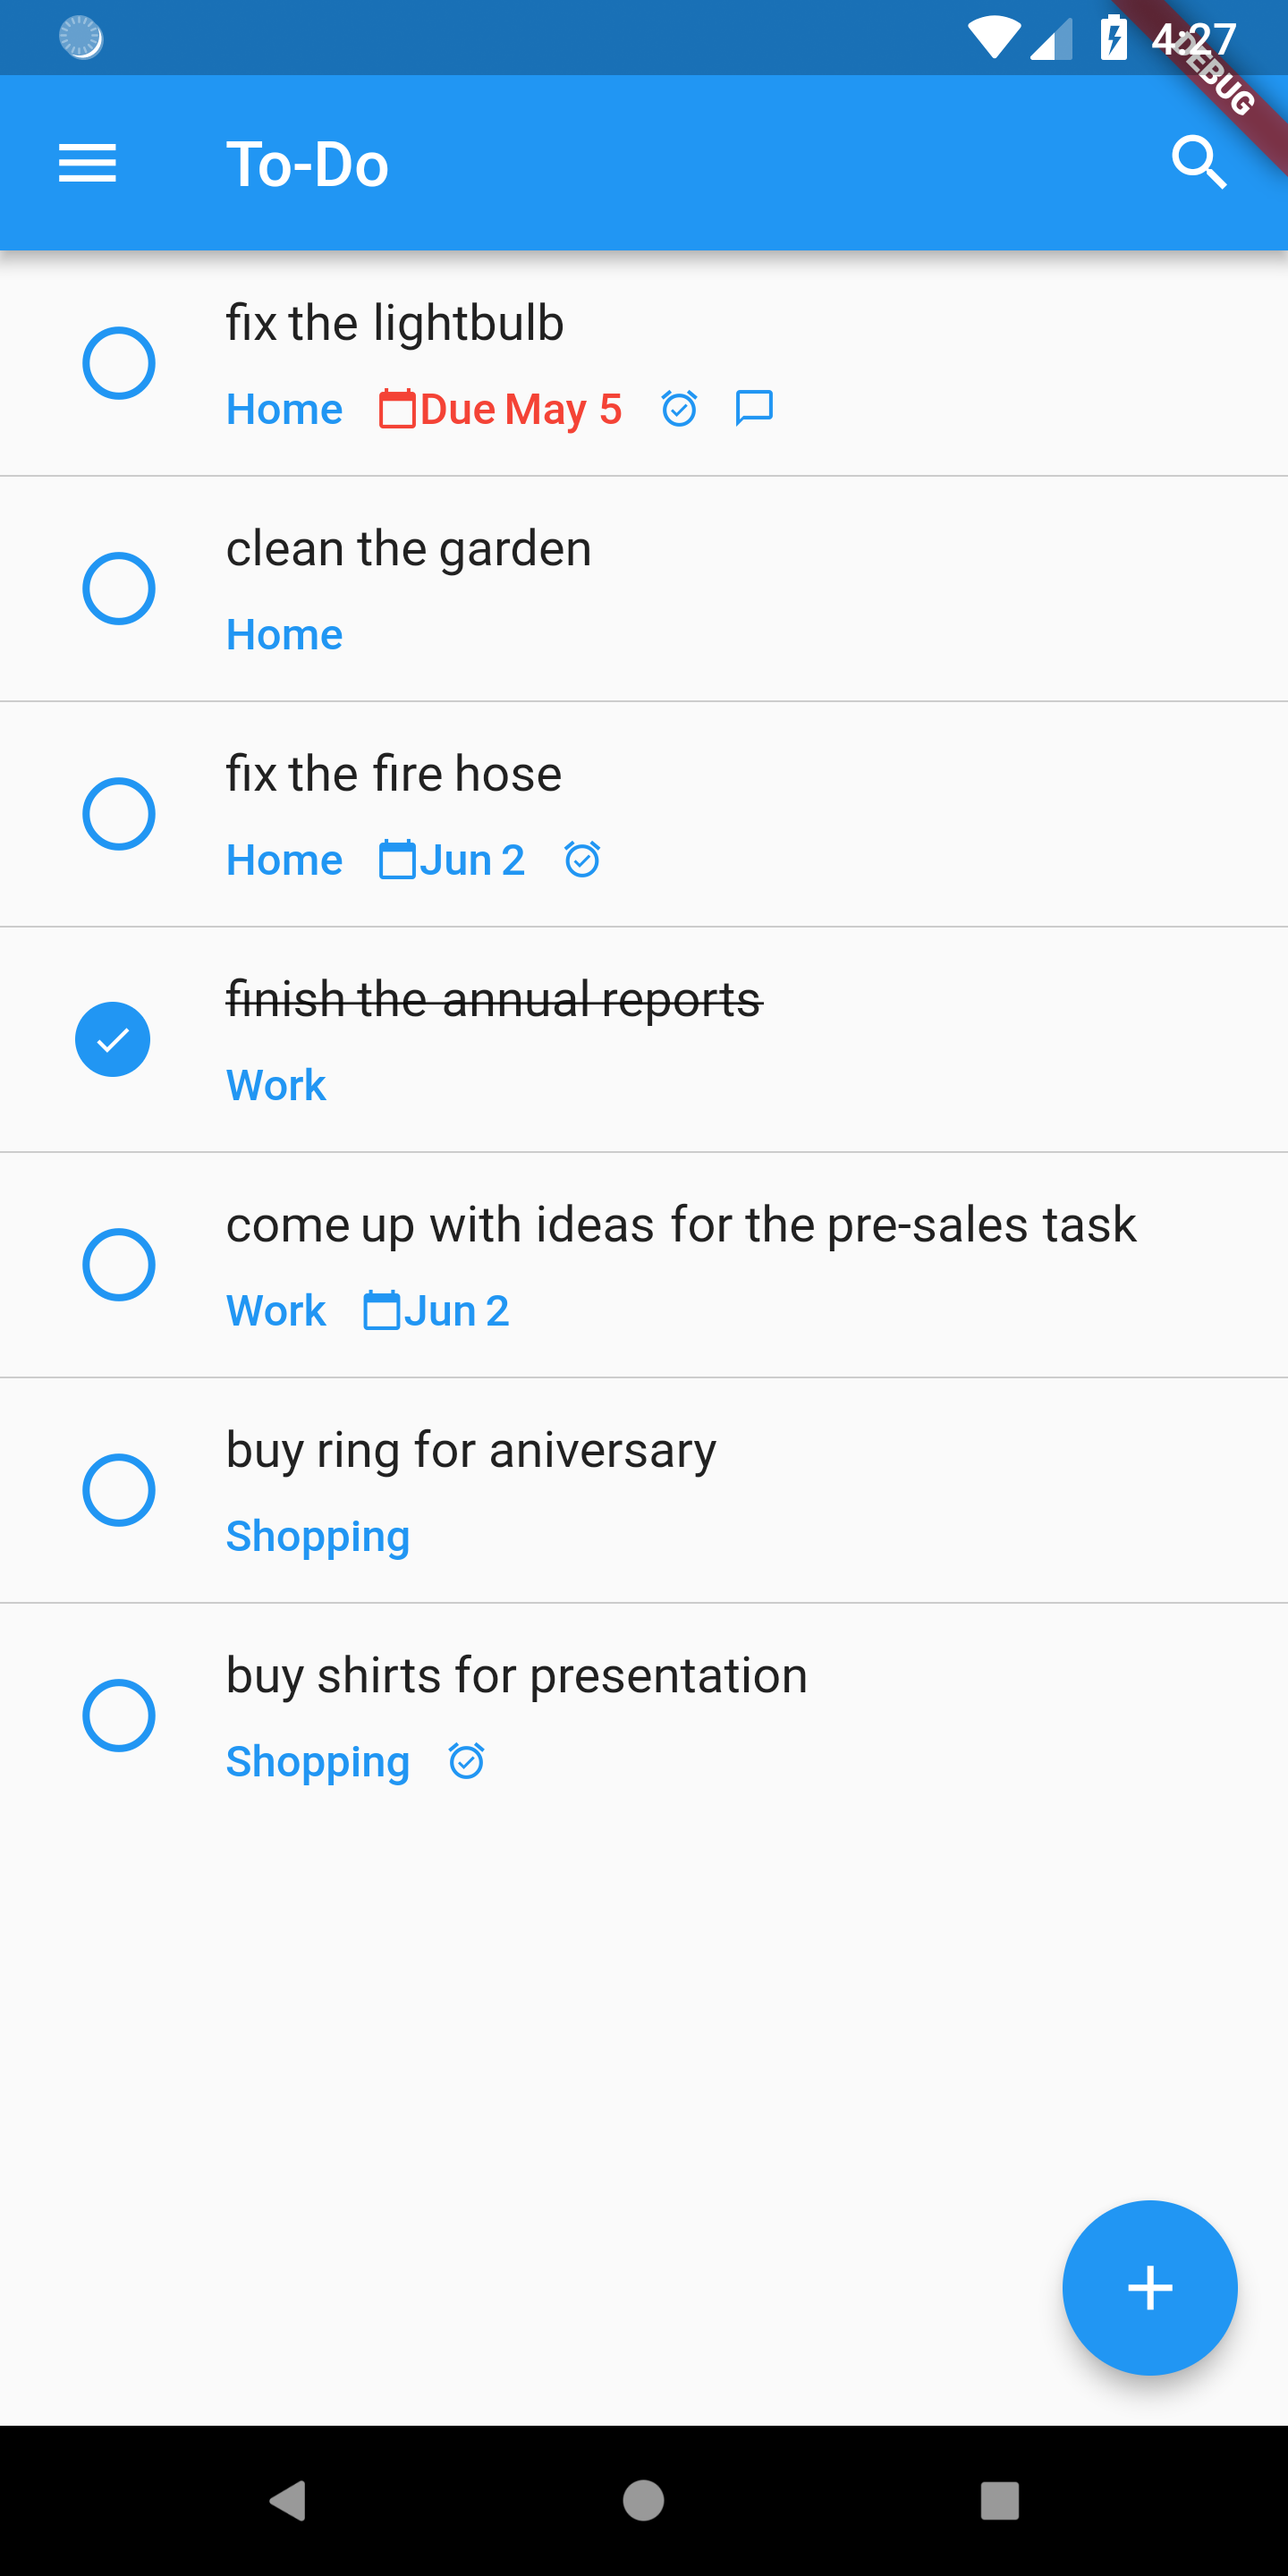 4:27
DEBUG
To-Do
fix the lightbulb
Home Due May 5
clean the garden
Home
fix the fire hose
Home Jun 2
finish the annual reports
Work
come up with ideas for the pre-sales task
Work Jun 2
buy ring for aniversary
Shopping
buy shirts for presentation
Shopping